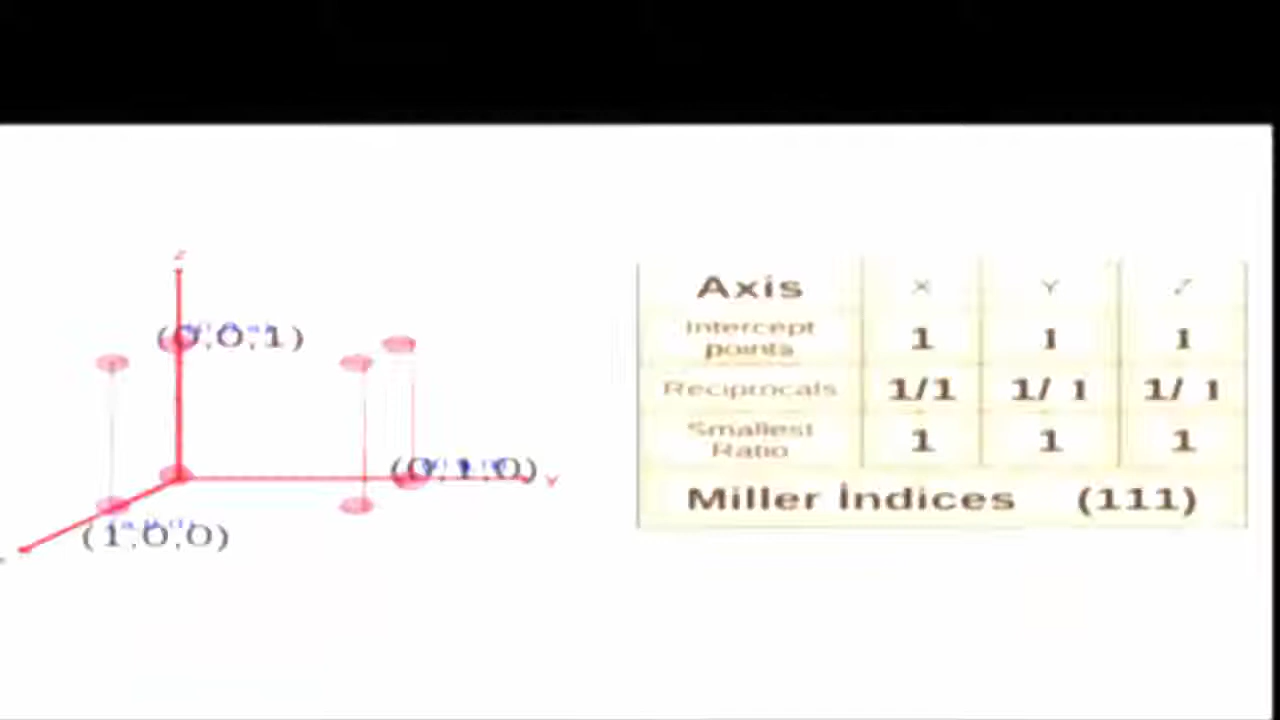 Z
(0,0,1)
(0,1,0)
Y
(1,0,0)
Axis X Y Z
Intercept
points 1 1 1
Reciprocals 1/1 1/ 1 1/ 1
Smallest
Ratio 1 1 1
Miller İndices (111)